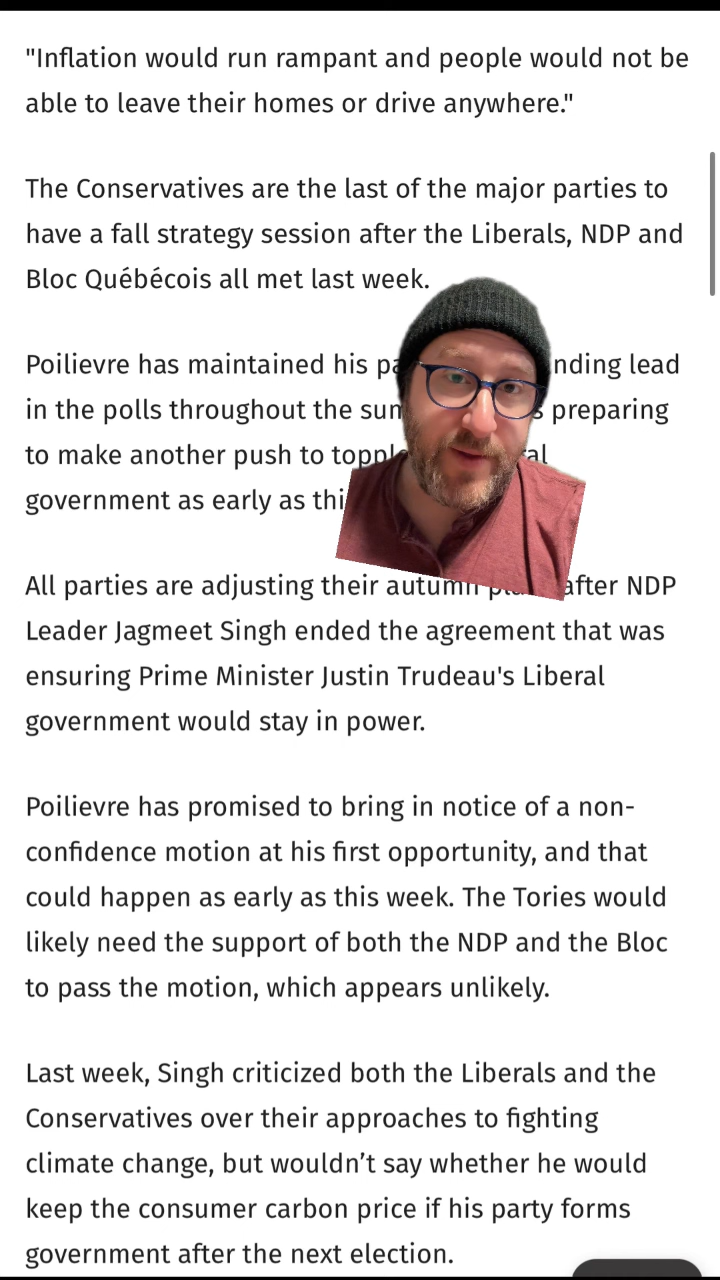 "Inflation would run rampant and people would not be
able to leave their homes or drive anywhere."
The Conservatives are the last of the major parties to
have a fall strategy session after the Liberals, NDP and
Bloc Québécois all met last week.
Poilievre has maintained his nding lead
in the polls throughout the preparing
to make another push to al
government as early as
All parties are adjusting their autumn after NDP
Leader Jagmeet Singh ended the agreement that was
ensuring Prime Minister Justin Trudeau's Liberal
government would stay in power.
Poilievre has promised to bring in notice of a non-
confidence motion at his first opportunity, and that
could happen as early as this week. The Tories would
likely need the support of both the NDP and the Bloc
to pass the motion, which appears unlikely.
Last week, Singh criticized both the Liberals and the
Conservatives over their approaches to fighting
climate change, but wouldn’t say whether he would
keep the consumer carbon price if his party forms
government after the next election.